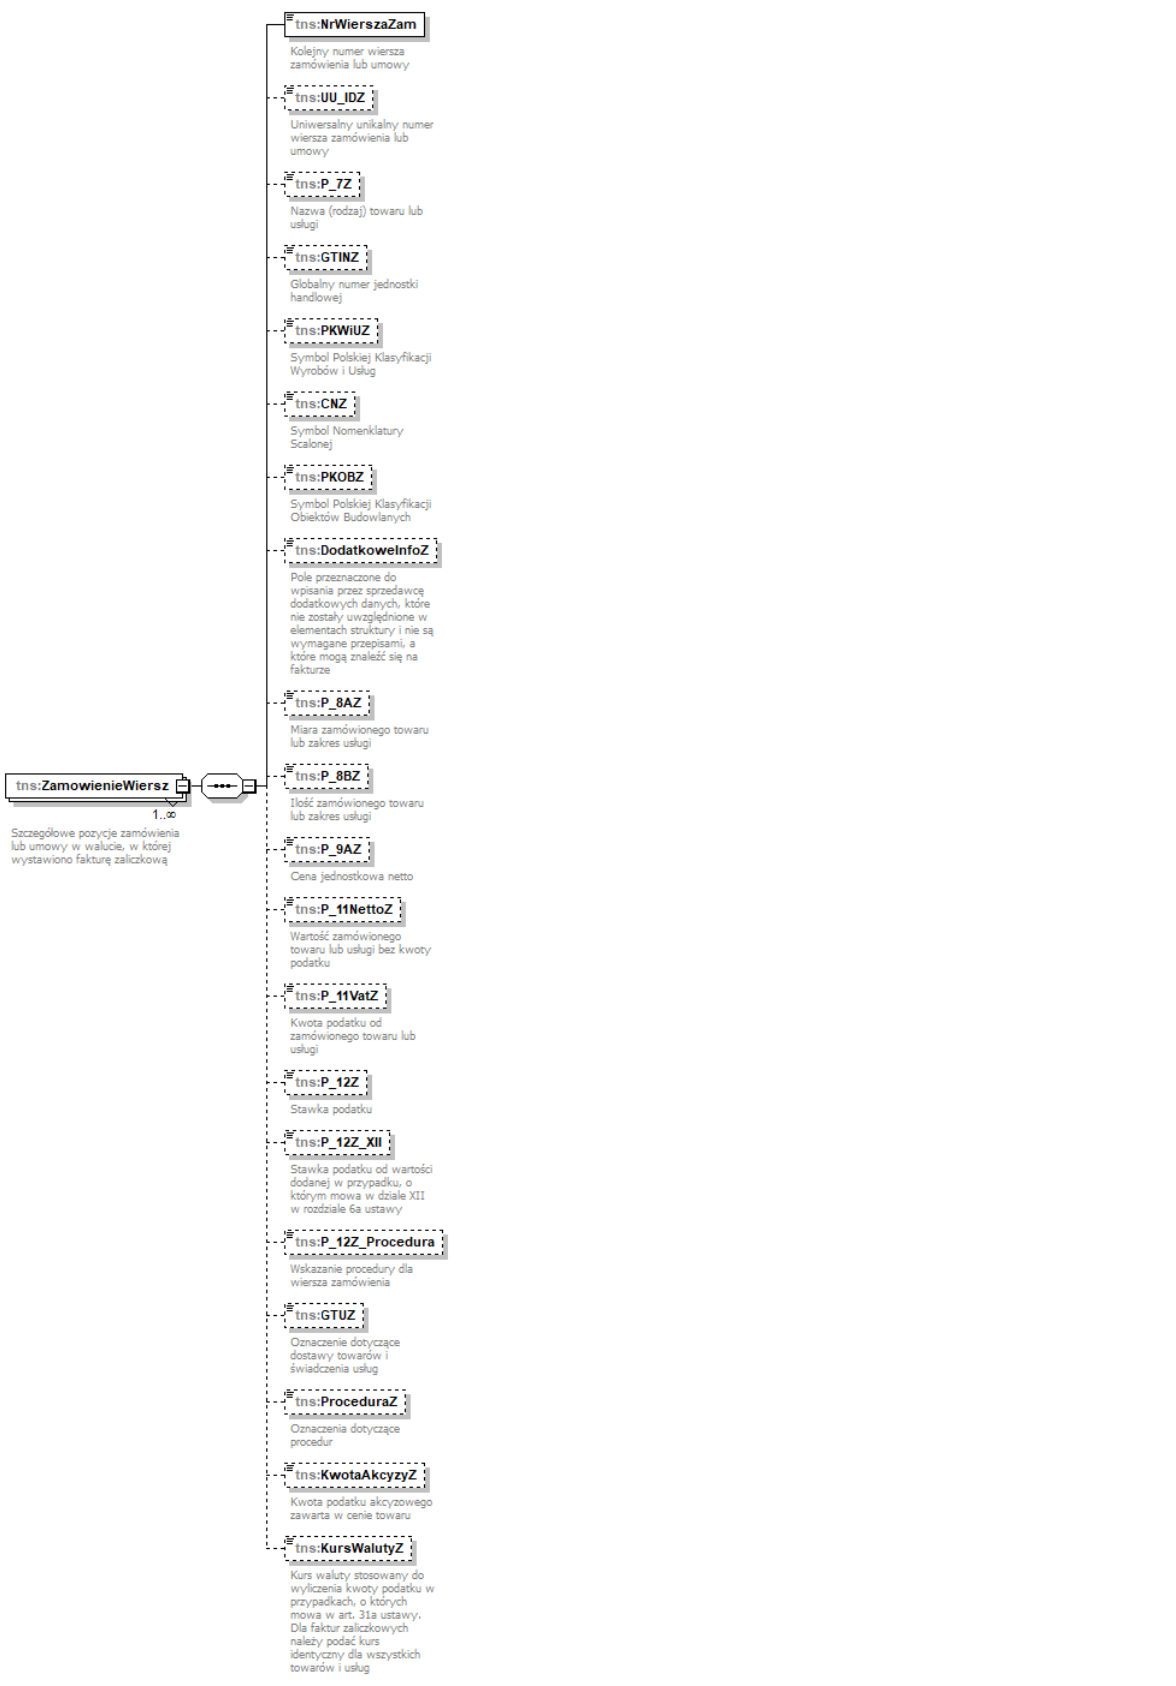 tns:NrWierszaZam
Kolejny numer wiersza
zamówienia lub umowy
tns:UU_IDZ
Uniwersalny unikalny numer
wiersza zamówienia lub
umowy
tns:P_7Z
Nazwa (rodzaj) towaru lub
usługi
tns:GTINZ
Globalny numer jednostki
handlowej
tns:PKWiUZ
Symbol Polskiej Klasyfikacji
Wyrobów i Usług
tns:CNZ
Symbol Nomenklatury
Scalonej
tns:PKOBZ
Symbol Polskiej Klasyfikacji
Obiektów Budowlanych
tns:DodatkoweInfoZ
Pole przeznaczone do
wpisania przez sprzedawcę
dodatkowych danych, które
nie zostały uwzględnione w
elementach struktury i nie są
wymagane przepisami, a
które mogą znaleźć się na
fakturze
tns:P_8AZ
Miara zamówionego towaru
lub zakres usługi
tns:ZamowienieWiersz
1..∞
Szczegółowe pozycje zamówienia
lub umowy w walucie, w której
wystawiono fakturę zaliczkową
tns:P_8BZ
Ilość zamówionego towaru
lub zakres usługi
tns:P_9AZ
Cena jednostkowa netto
tns:P_11NettoZ
Wartość zamówionego
towaru lub usługi bez kwoty
podatku
tns:P_11VatZ
Kwota podatku od
zamówionego towaru lub
usługi
tns:P_12Z
Stawka podatku
tns:P_12Z_XII
Stawka podatku od wartości
dodanej w przypadku, o
którym mowa w dziale XII
w rozdziale 6a ustawy
tns:P_12Z_Procedura
Wskazanie procedury dla
wiersza zamówienia
tns:GTUZ
Oznaczenie dotyczące
dostawy towarów i
świadczenia usług
tns:ProceduraZ
Oznaczenia dotyczące
procedur
tns:KwotaAkcyzyZ
Kwota podatku akcyzowego
zawarta w cenie towaru
tns:KursWalutyZ
Kurs waluty stosowany do
wyliczenia kwoty podatku w
przypadkach, o których
mowa w art. 31a ustawy.
Dla faktur zaliczkowych
należy podać kurs
identyczny dla wszystkich
towarów i usług